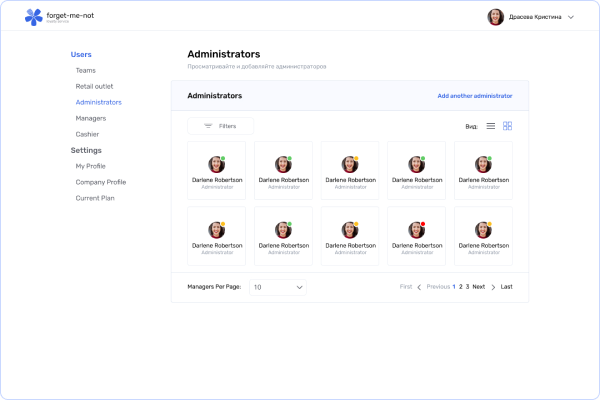 forget-me-not
Драсева Кристина
Users
Teams
Retail outlet
Administrators
Managers
Cashier
Settings
My Profile
Company Profile
Current Plan
Administrators
Просматривайте и добавляйте администраторов
Administrators
Add another administrator
Filters
Вид:
Darlene Robertson Darlene Robertson Darlene Robertson Darlene Robertson Darlene Robertson
Administrator Administrator Administrator Administrator Administrator
Darlene Robertson Darlene Robertson Darlene Robertson Darlene Robertson Darlene Robertson
Administrator Administrator Administrator Administrator Administrator
Managers Per Page: 10 First Previous 1 2 3 Next Last